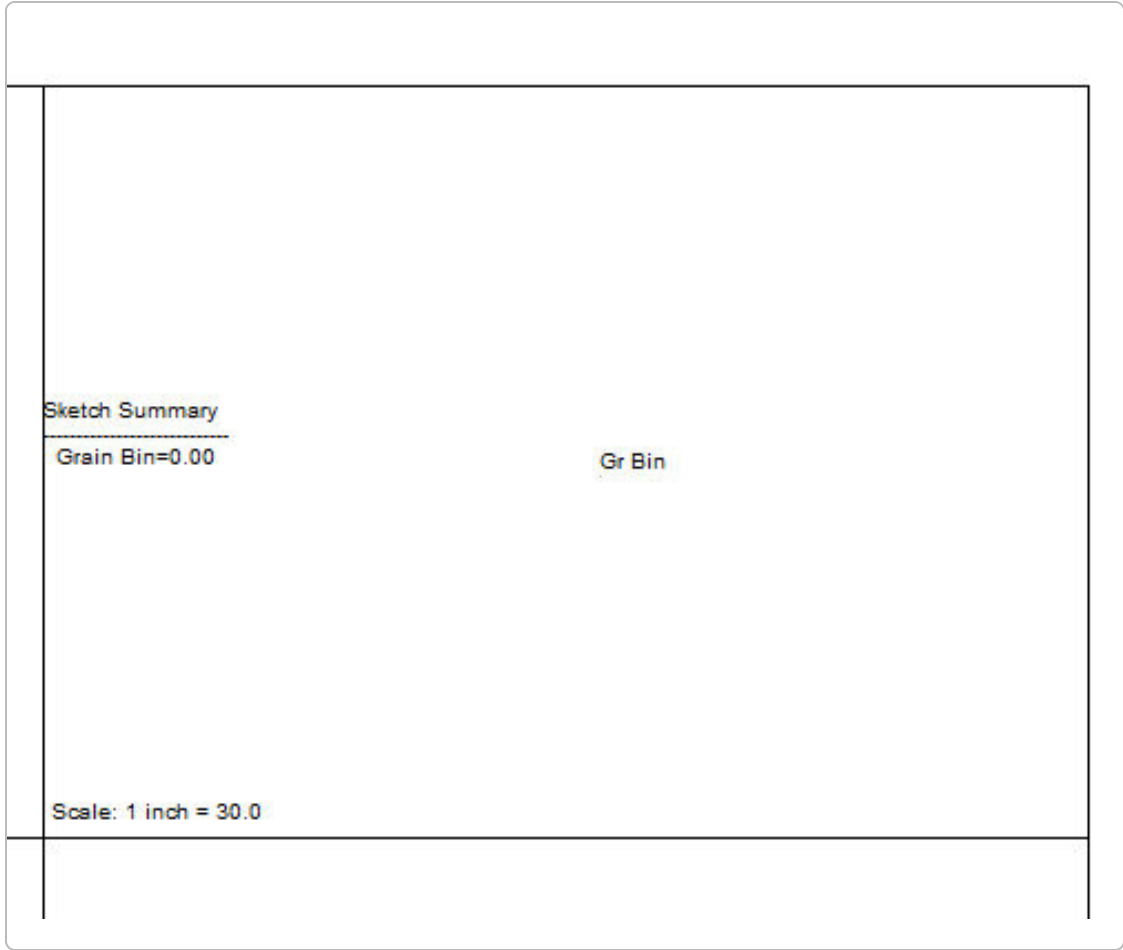 Sketch Summary
Grain Bin=0.00
Gr Bin
Scale: 1 inch = 30.0